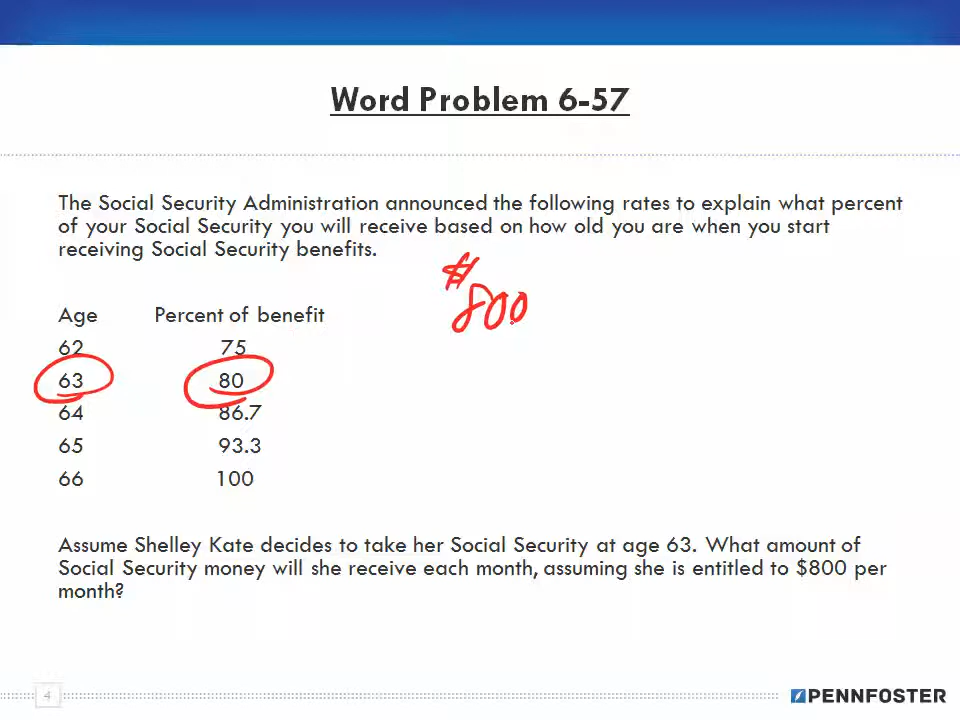 Word Problem 6-57
The Social Security Administration announced the following rates to explain what percent
of your Social Security you will receive based on how old you are when you start
receiving Social Security benefits.
$800
Age Percent of benefit
62 75
63 80
64 86.7
65 93.3
66 100
Assume Shelley Kate decides to take her Social Security at age 63. What amount of
Social Security money will she receive each month, assuming she is entitled to $800 per
month?
4
PENNFOSTER